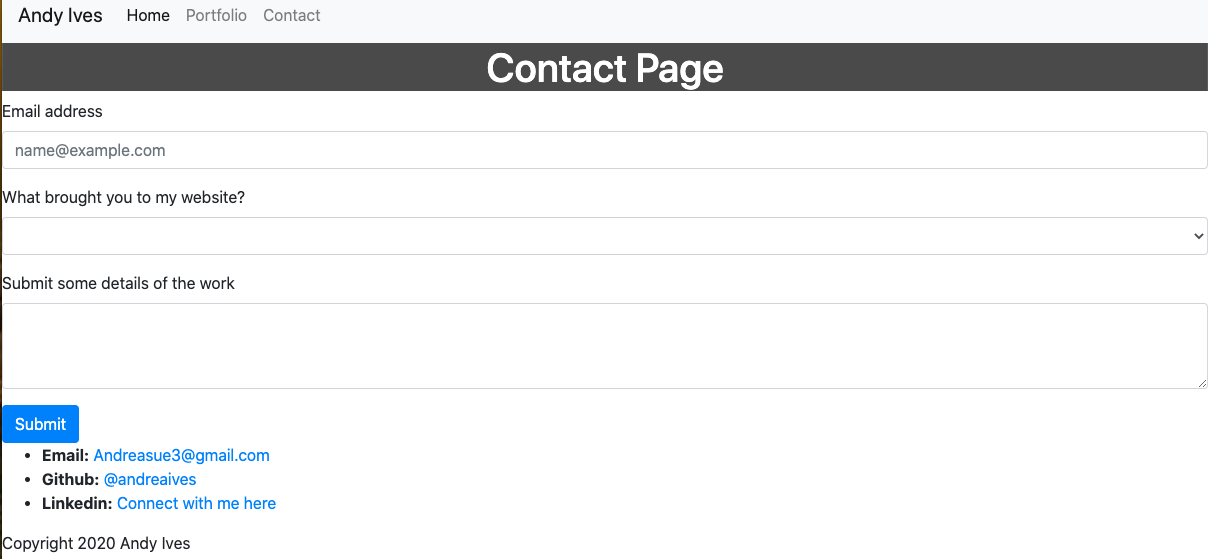 Andy Ives Home Portfolio Contact
Contact Page
Email address
name@example.com
What brought you to my website?
Submit some details of the work
Submit
Email: Andreasue3@gmail.com
Github: @andreaives
Linkedin: Connect with me here
Copyright 2020 Andy Ives